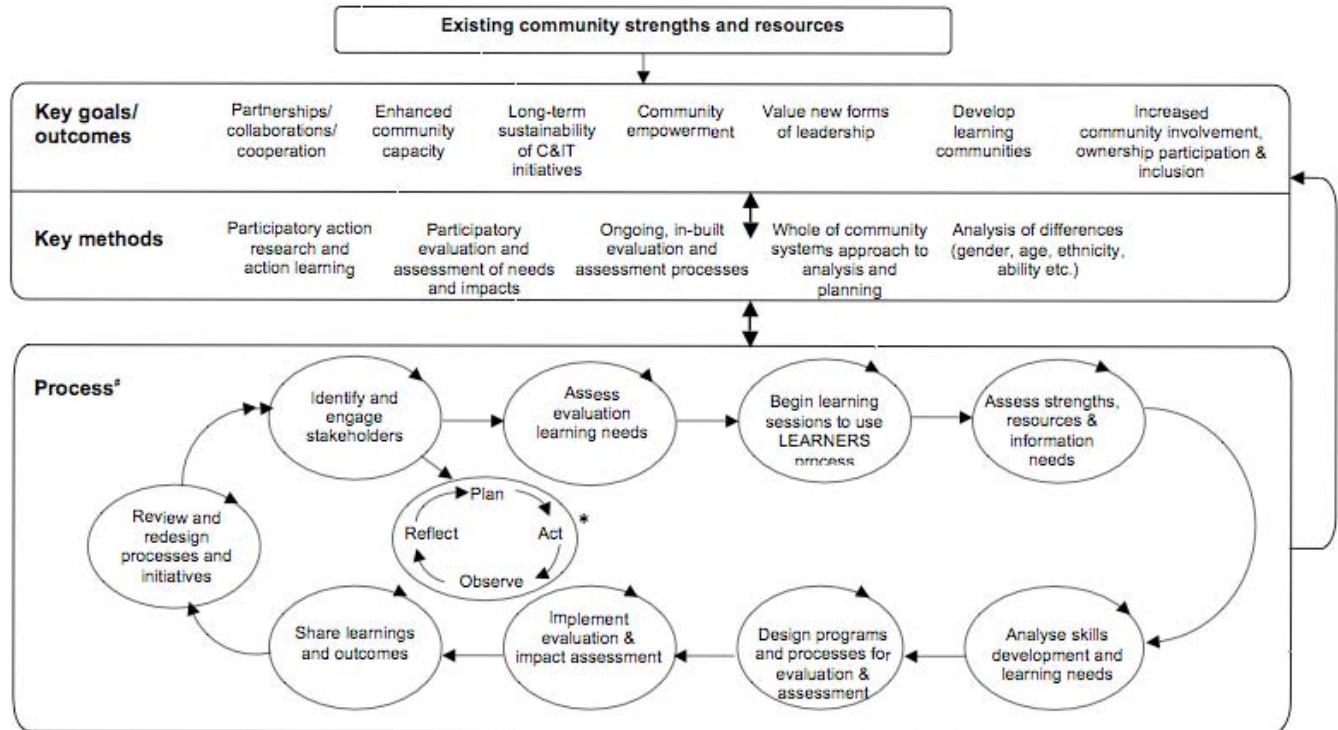 Existing community strengths and resources
Key goals/
outcomes
Partnerships/
collaborations/
cooperation
Enhanced
community
capacity
Long-term
sustainability
of C&IT
initiatives
Community
empowerment
Value new forms
of leadership
Develop
learning
communities
Increased
community involvement,
ownership participation &
inclusion
Key methods
Participatory action
research and
action learning
Participatory
evaluation and
assessment of needs
and impacts
Ongoing, in-built
evaluation and
assessment processes
Whole of community
systems approach to
analysis and
planning
Analysis of differences
(gender, age, ethnicity,
ability etc.)
Process#
Identify and
engage
stakeholders
Assess
evaluation
learning needs
Begin learning
sessions to use
LEARNERS
process
Assess strengths,
resources &
information
needs
Plan
Reflect
Act
*
Observe
Review and
redesign
processes and
initiatives
Share learnings
and outcomes
Implement
evaluation &
impact assessment
Design programs
and processes for
evaluation &
assessment
Analyse skills
development and
learning needs